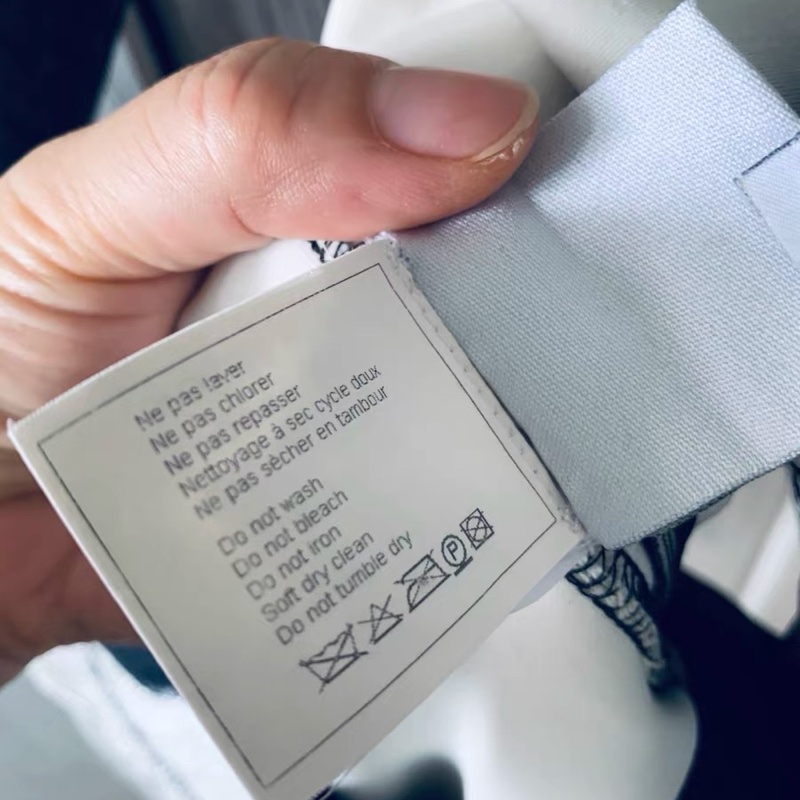 Ne pas laver
Ne pas chlorer
Ne pas repasser
Nettoyage à sec cycle doux
Ne pas sècher en tambour
Do not wash
Do not bleach
Do not iron
Soft dry clean
Do not tumble dry
P